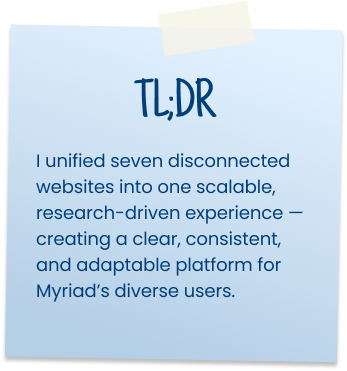 TL;DR
I unified seven disconnected
websites into one scalable,
research-driven experience —
creating a clear, consistent,
and adaptable platform for
Myriad’s diverse users.